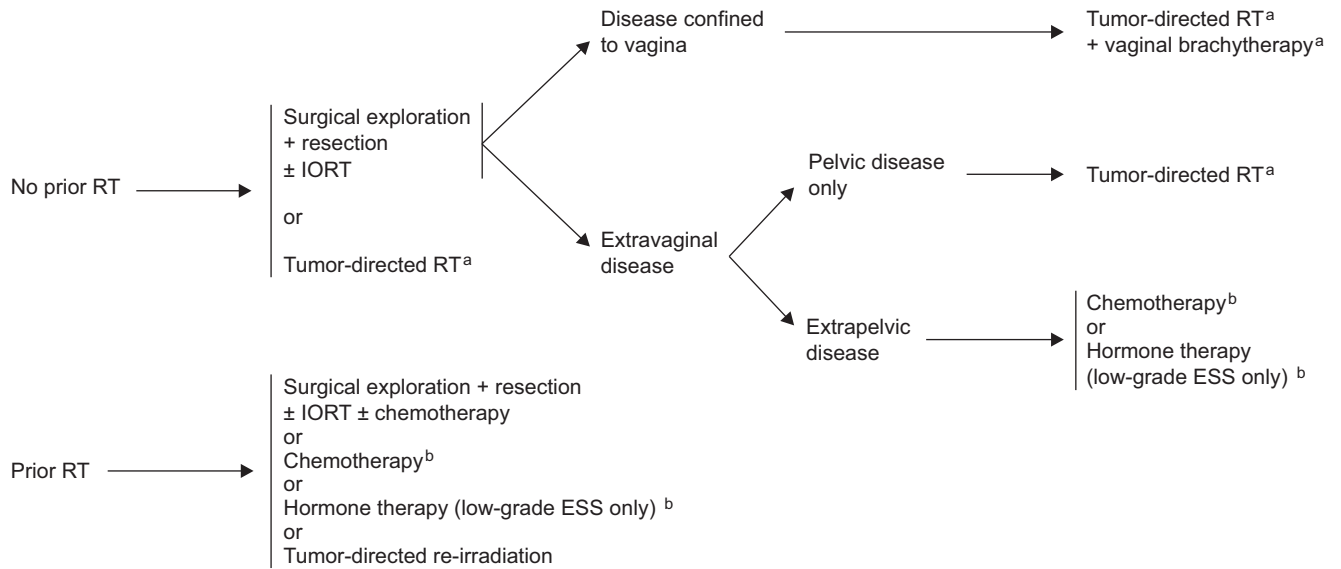 Disease confined
to vagina
Tumor-directed RTᵃ
+ vaginal brachytherapyᵃ
No prior RT
Surgical exploration
+ resection
± IORT
or
Tumor-directed RTᵃ
Extravaginal
disease
Pelvic disease
only
Tumor-directed RTᵃ
Extrapelvic
disease
Chemotherapyᵇ
or
Hormone therapy
(low-grade ESS only) ᵇ
Prior RT
Surgical exploration + resection
± IORT ± chemotherapy
or
Chemotherapyᵇ
or
Hormone therapy (low-grade ESS only) ᵇ
or
Tumor-directed re-irradiation